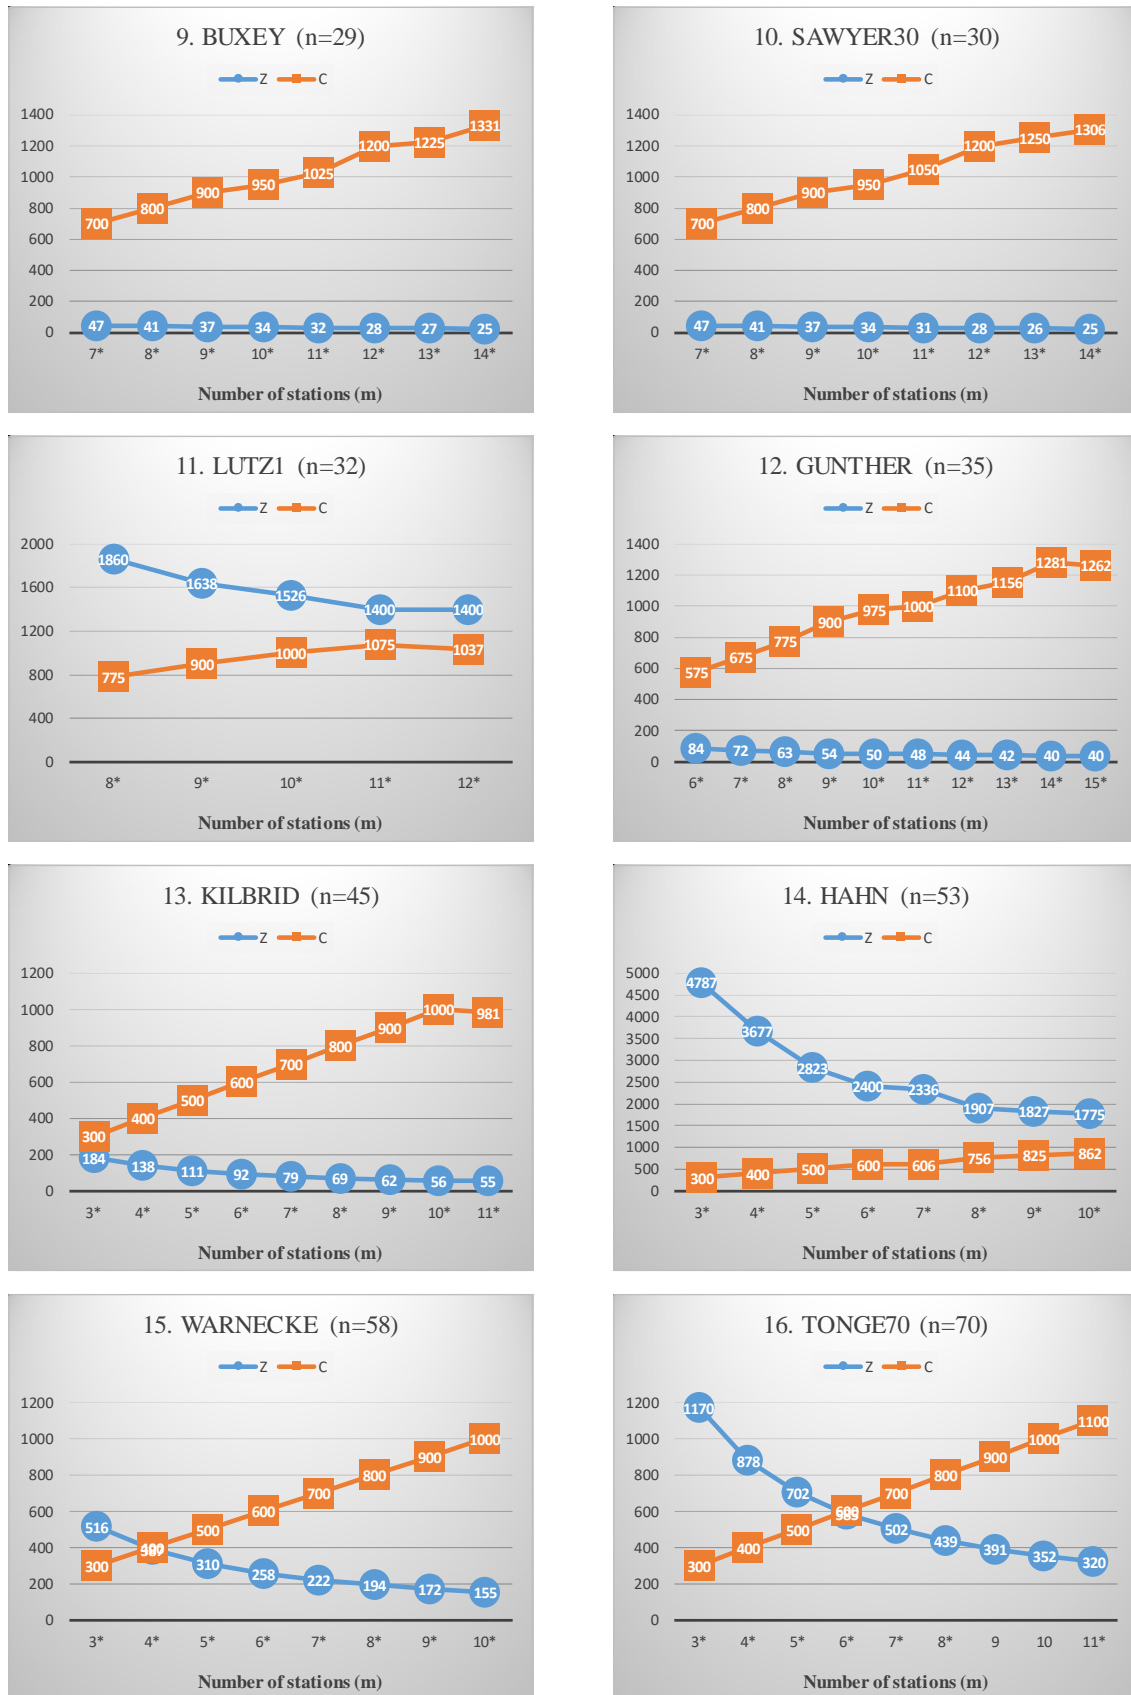 9. BUXEY (n=29)
Z C
1400
1200
1000
800
600
400
200
0
700 800 900 950 1025 1200 1225 1331
47 41 37 34 32 28 27 25
7* 8* 9* 10* 11* 12* 13* 14*
Number of stations (m)
10. SAWYER30 (n=30)
Z C
1400
1200
1000
800
600
400
200
0
700 800 900 950 1050 1200 1250 1306
47 41 37 34 31 28 26 25
7* 8* 9* 10* 11* 12* 13* 14*
Number of stations (m)
11. LUTZ1 (n=32)
Z C
2000
1600
1200
800
400
0
1860 1638 1526 1400 1400
775 900 1000 1075 1037
8* 9* 10* 11* 12*
Number of stations (m)
12. GUNTHER (n=35)
Z C
1400
1200
1000
800
600
400
200
0
575 675 775 900 975 1000 1100 1156 1281 1262
84 72 63 54 50 48 44 42 40 40
6* 7* 8* 9* 10* 11* 12* 13* 14* 15*
Number of stations (m)
13. KILBRID (n=45)
Z C
1200
1000
800
600
400
200
0
300 400 500 600 700 800 900 1000 981
184 138 111 92 79 69 62 56 55
3* 4* 5* 6* 7* 8* 9* 10* 11*
Number of stations (m)
14. HAHN (n=53)
Z C
5000
4500
4000
3500
3000
2500
2000
1500
1000
500
0
4787 3677 2823 2400 2336 1907 1827 1775
300 400 500 600 606 756 825 862
3* 4* 5* 6* 7* 8* 9* 10*
Number of stations (m)
15. WARNECKE (n=58)
Z C
1200
1000
800
600
400
200
0
300 400 500 600 700 800 900 1000
516 387 310 258 222 194 172 155
3* 4* 5* 6* 7* 8* 9* 10*
Number of stations (m)
16. TONGE70 (n=70)
Z C
1200
1000
800
600
400
200
0
1170 878 702 585 502 439 391 352 320
300 400 500 600 700 800 900 1000 1100
3* 4* 5* 6* 7* 8* 9 10 11*
Number of stations (m)